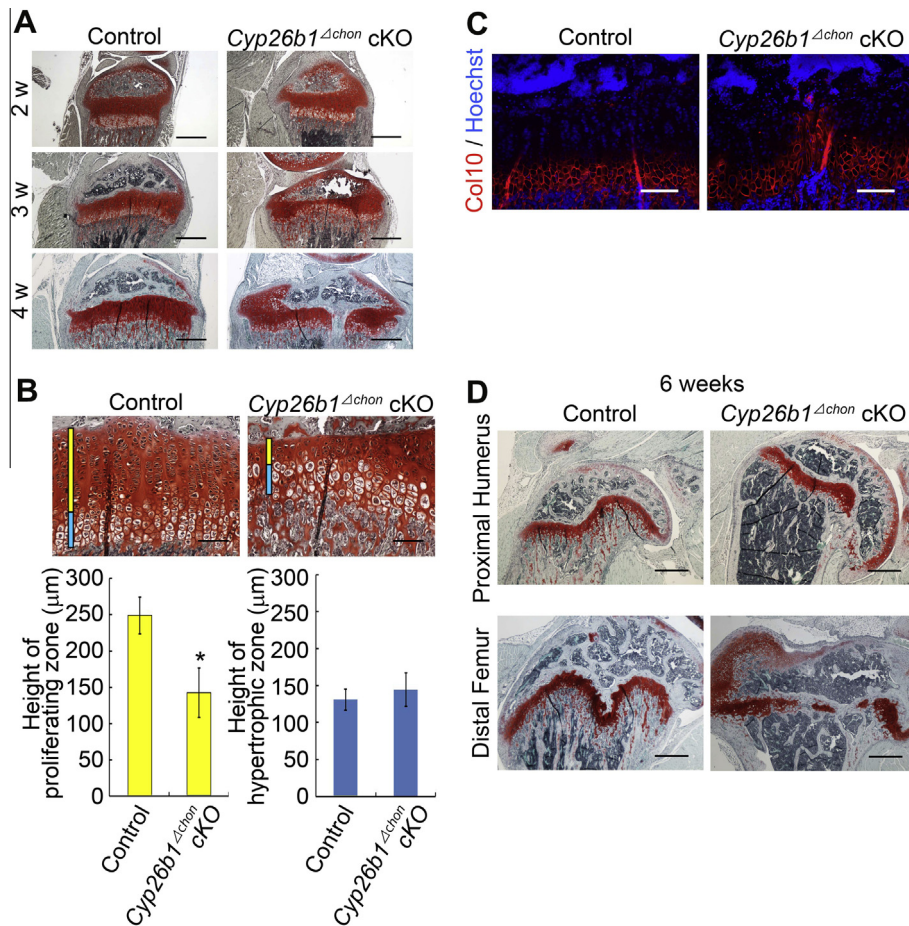 A
Control
Cyp26b1 Δchon cKO
2 w
3 w
4 w
B
Control
Cyp26b1 Δchon cKO
300
250
200
150
100
50
0
Height of
proliferating zone (μm)
*
Control
Cyp26b1 Δchon
cKO
300
250
200
150
100
50
0
Height of
hypertrophic zone (μm)
Control
Cyp26b1 Δchon
cKO
C
Control
Cyp26b1 Δchon cKO
Col10 / Hoechst
D
6 weeks
Control
Cyp26b1 Δchon cKO
Proximal Humerus
Distal Femur